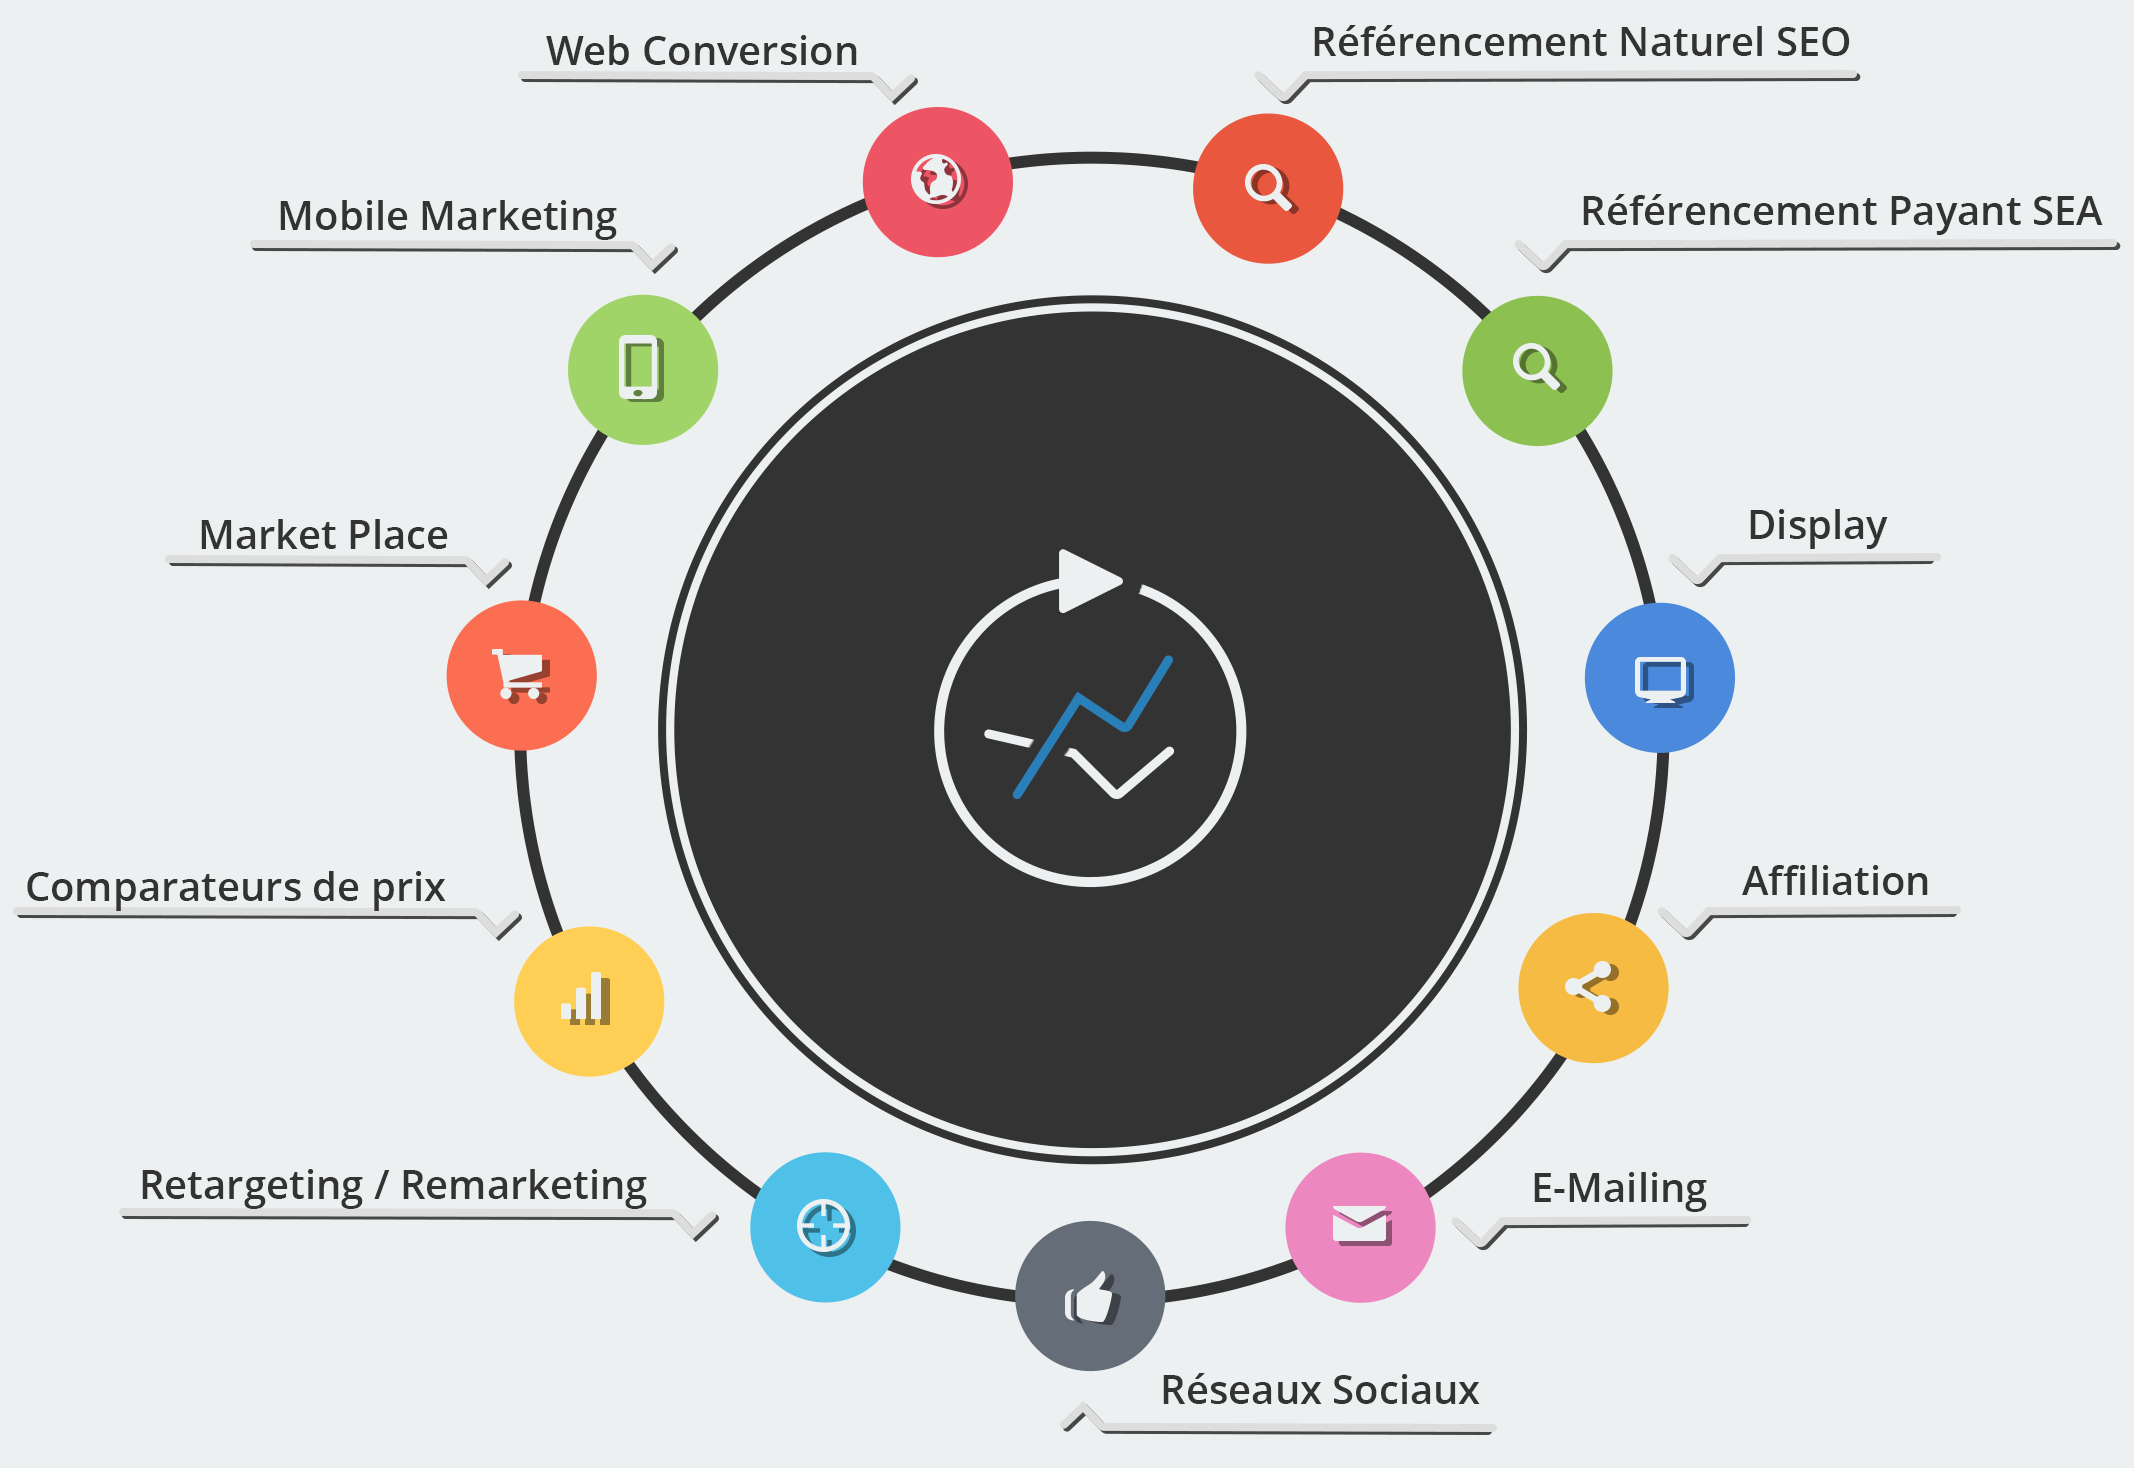 Web Conversion
Référencement Naturel SEO
Mobile Marketing
Référencement Payant SEA
Market Place
Display
Comparateurs de prix
Affiliation
Retargeting / Remarketing
E-Mailing
Réseaux Sociaux